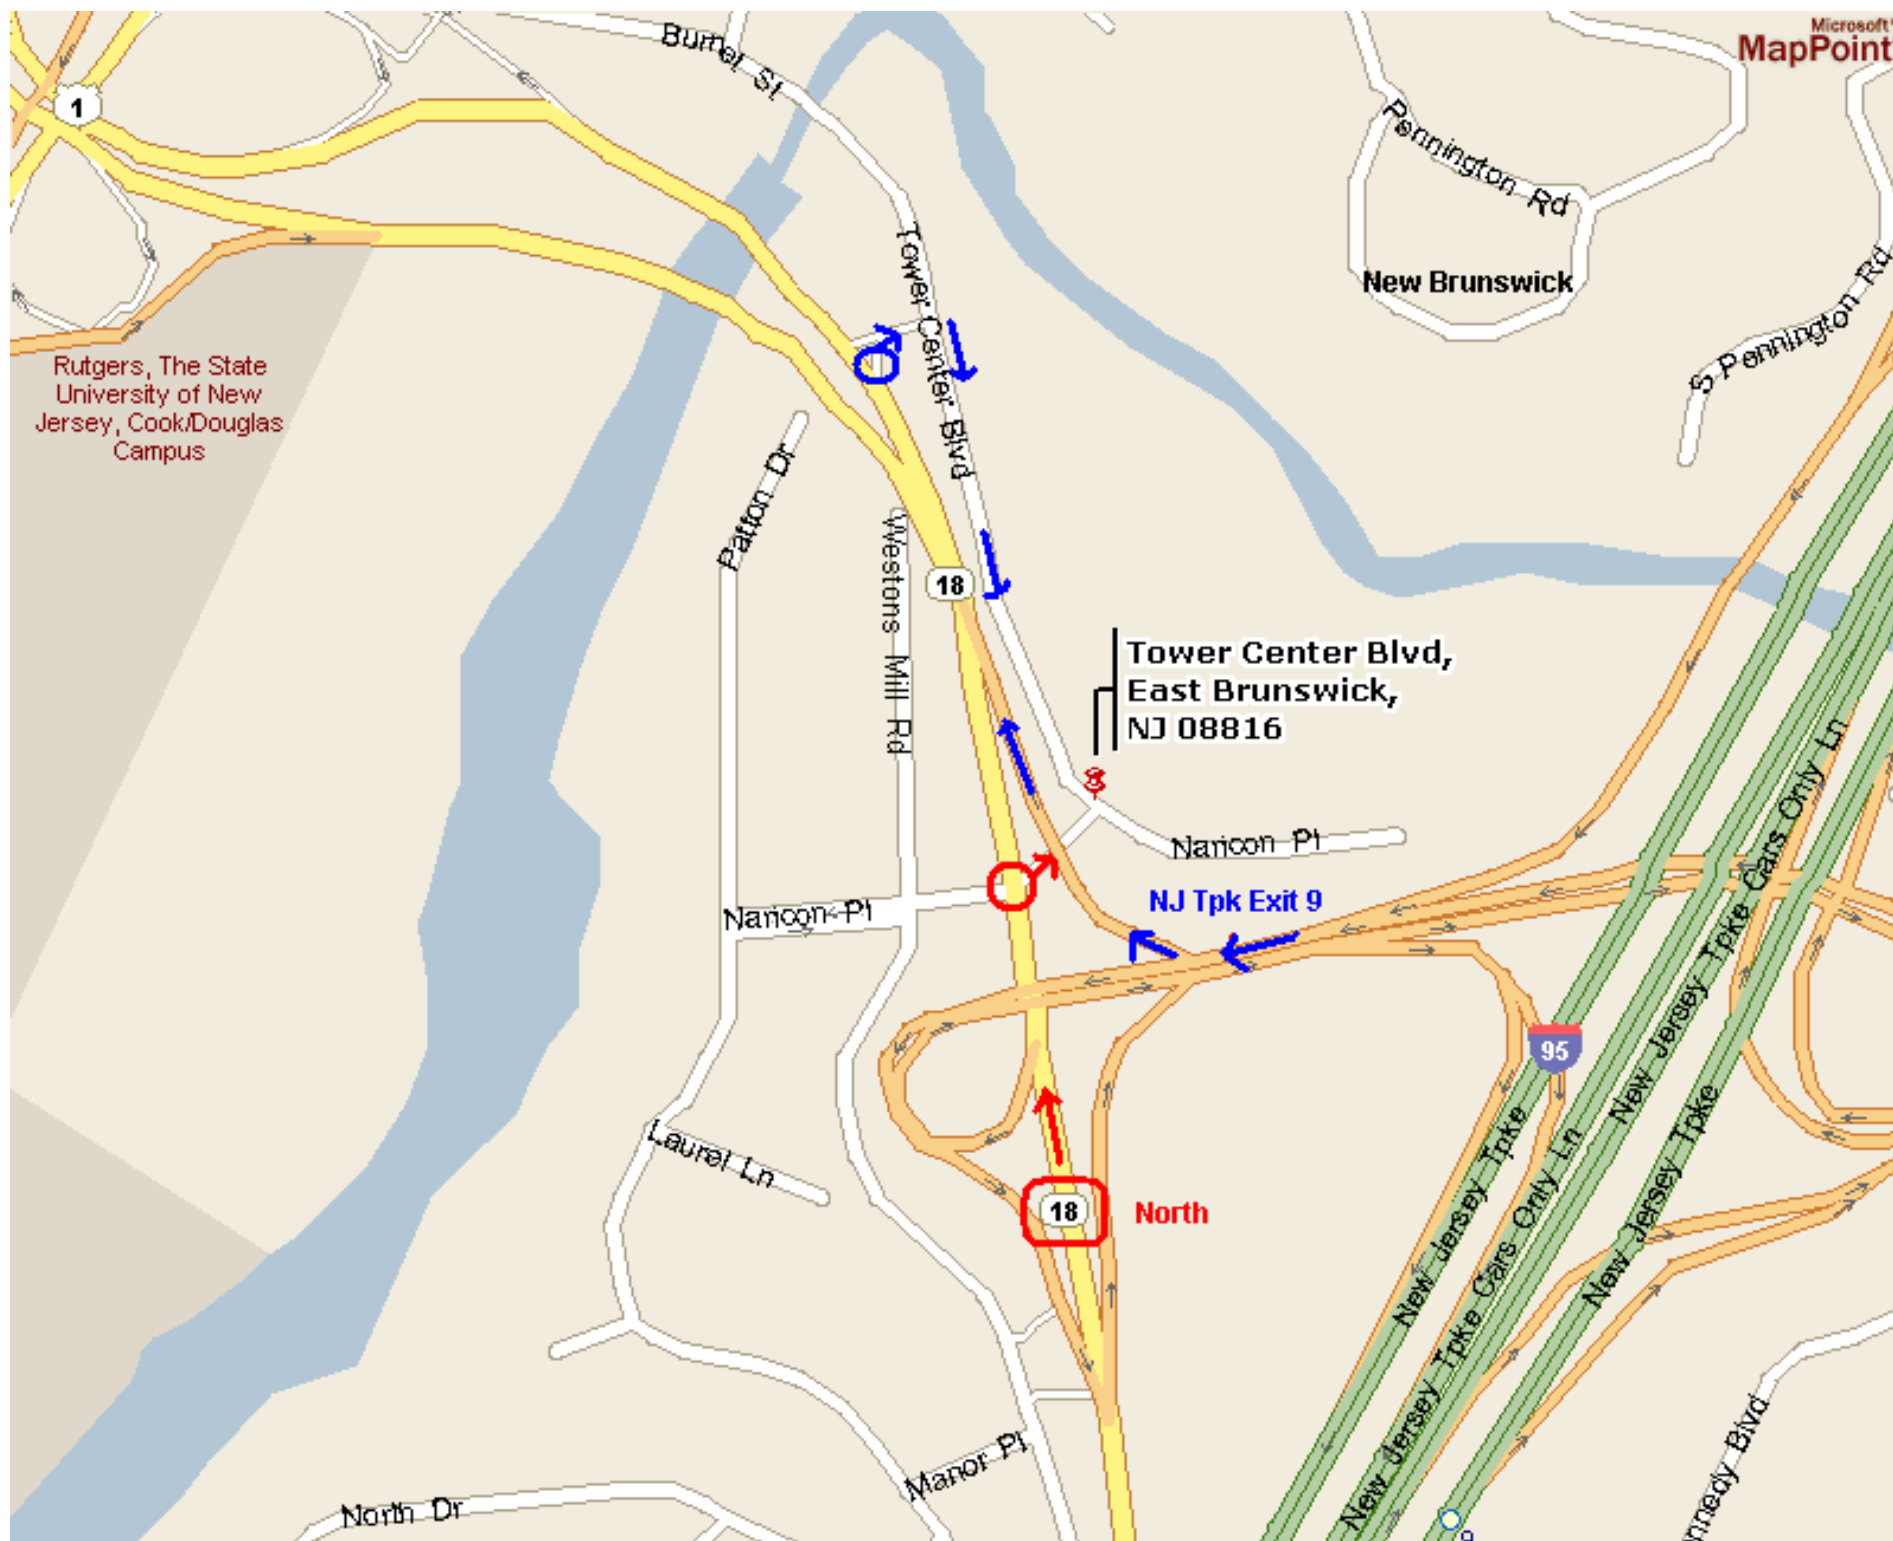 Microsoft
MapPoint
Burnet St
1
Pennington Rd
Tower Center Blvd
New Brunswick
S Pennington Rd
Rutgers, The State
University of New
Jersey, Cook/Douglas
Campus
Patton Dr
Westons Mill Rd
18
Tower Center Blvd,
East Brunswick,
NJ 08816
Naricon Pl
NJ Tpk Exit 9
Naricon Pl
New Jersey Tpke Cars Only Ln
95
Laurel Ln
18
North
New Jersey Tpke
New Jersey Tpke Cars Only Ln
New Jersey Tpke
Manor Pl
North Dr
nnedy Blvd
9